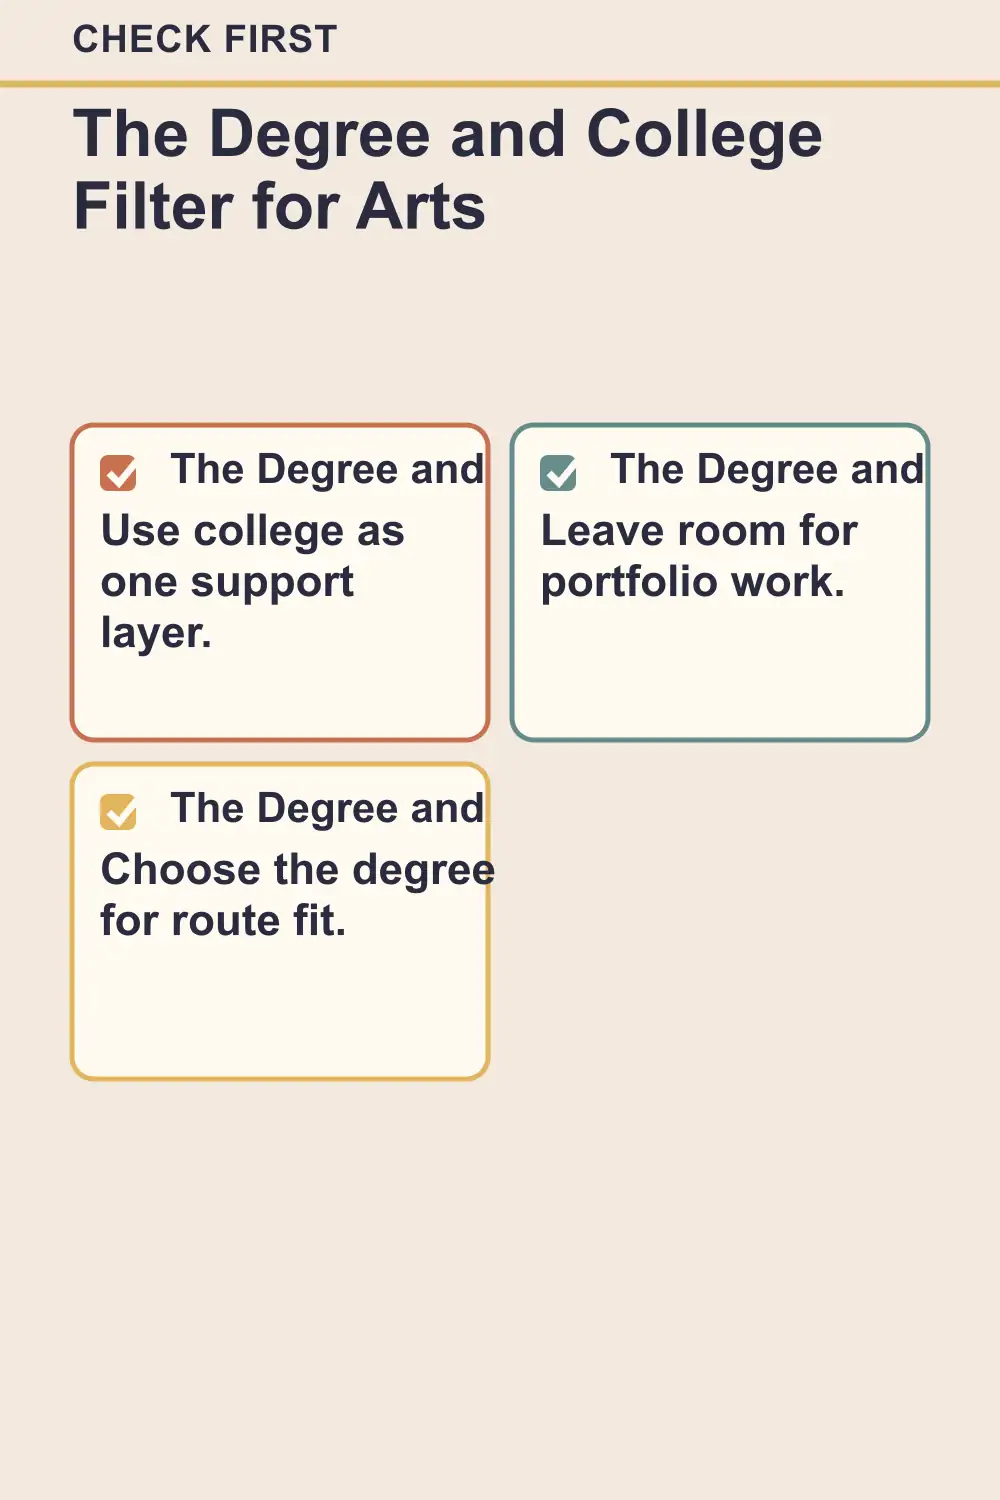 CHECK FIRST
The Degree and College
Filter for Arts
The Degree and
Use college as
one support
layer.
The Degree and
Leave room for
portfolio work.
The Degree and
Choose the degree
for route fit.